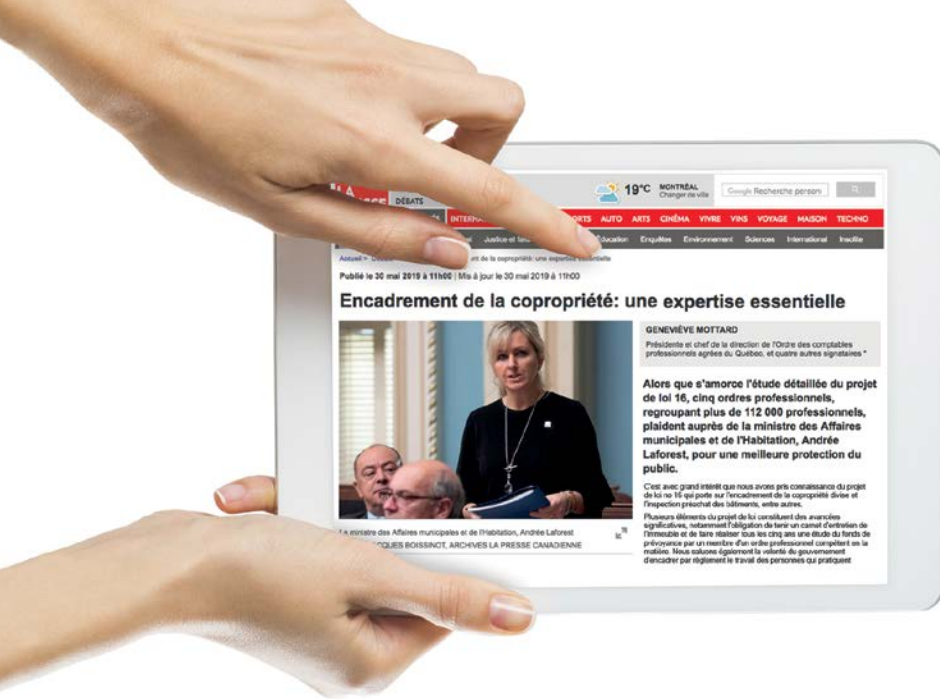 LA
DÉBATS
19°C MONTRÉAL
Changer de ville
Google Recherche person
AUTO ARTS CINÉMA VIVRE VINS VOYAGE MAISON TECHNO
Justice et Éducation Enquêtes Environnement Sciences International Insolite
Accueil > de la copropriété: une expertise essentielle
Publié le 30 mai 2019 à 11h00 | Mis à jour le 30 mai 2019 à 11h00
Encadrement de la copropriété: une expertise essentielle
GENEVIÈVE MOTTARD
Présidente et chef de la direction de l'Ordre des comptables
professionnels agréés du Québec, et quatre autres signataires *
Alors que s'amorce l'étude détaillée du projet
de loi 16, cinq ordres professionnels,
regroupant plus de 112 000 professionnels,
plaident auprès de la ministre des Affaires
municipales et de l'Habitation, Andrée
Laforest, pour une meilleure protection du
public.
C'est avec grand intérêt que nous avons pris connaissance du projet
de loi no 16 qui porte sur l'encadrement de la copropriété divise et
l'inspection préachat des bâtiments, entre autres.
Plusieurs éléments du projet de loi constituent des avancées
significatives, notamment l'obligation de tenir un carnet d'entretien de
l'immeuble et de faire réaliser tous les cinq ans une étude du fonds de
prévoyance par un membre d'un ordre professionnel compétent en la
matière. Nous saluons également la volonté du gouvernement
d'encadrer par règlement le travail des personnes qui pratiquent
La ministre des Affaires municipales et de l'Habitation, Andrée Laforest
JACQUES BOISSINOT, ARCHIVES LA PRESSE CANADIENNE